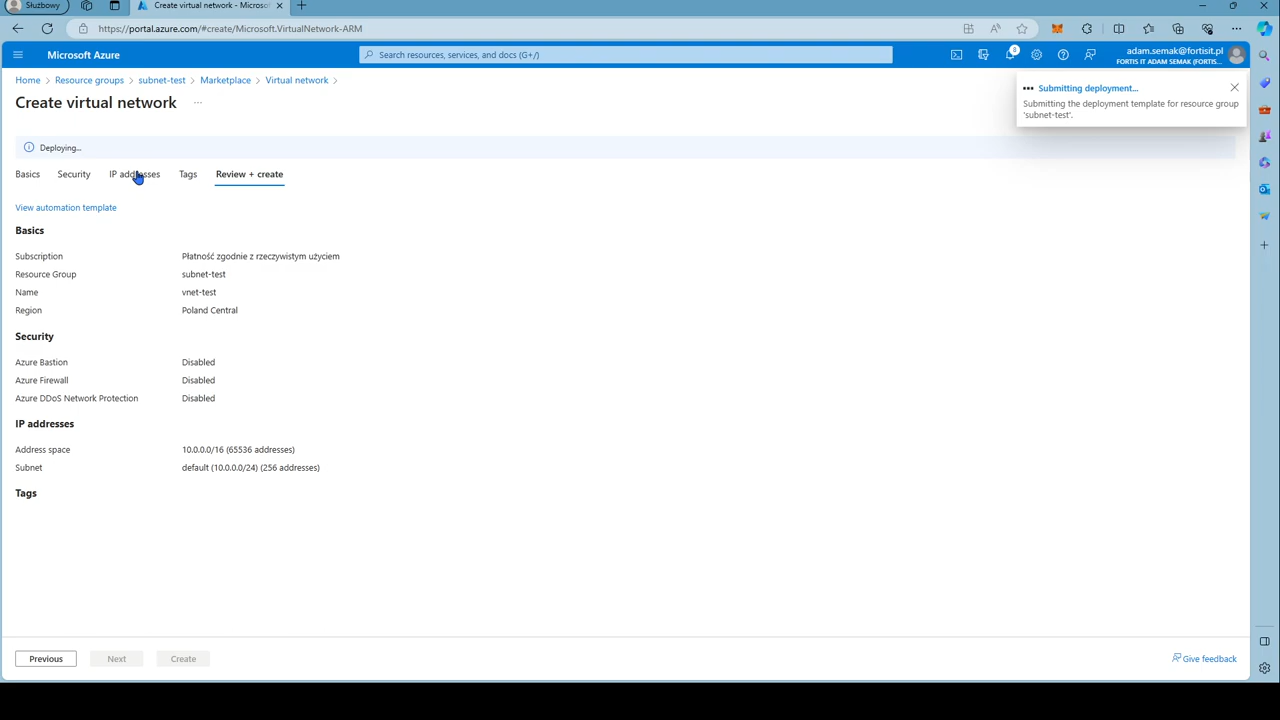 Służbowy
Create virtual network - Microso
https://portal.azure.com/#create/Microsoft.VirtualNetwork-ARM
Microsoft Azure
Search resources, services, and docs (G+/)
8
adam.semak@fortisit.pl
FORTIS IT ADAM SEMAK (FORTIS...
Home > Resource groups > subnet-test > Marketplace > Virtual network >
Create virtual network ...
Submitting deployment...
Submitting the deployment template for resource group
'subnet-test'.
Deploying...
Basics Security IP addresses Tags Review + create
View automation template
Basics
Subscription Płatność zgodnie z rzeczywistym użyciem
Resource Group subnet-test
Name vnet-test
Region Poland Central
Security
Azure Bastion Disabled
Azure Firewall Disabled
Azure DDoS Network Protection Disabled
IP addresses
Address space 10.0.0.0/16 (65536 addresses)
Subnet default (10.0.0.0/24) (256 addresses)
Tags
Previous Next Create Give feedback